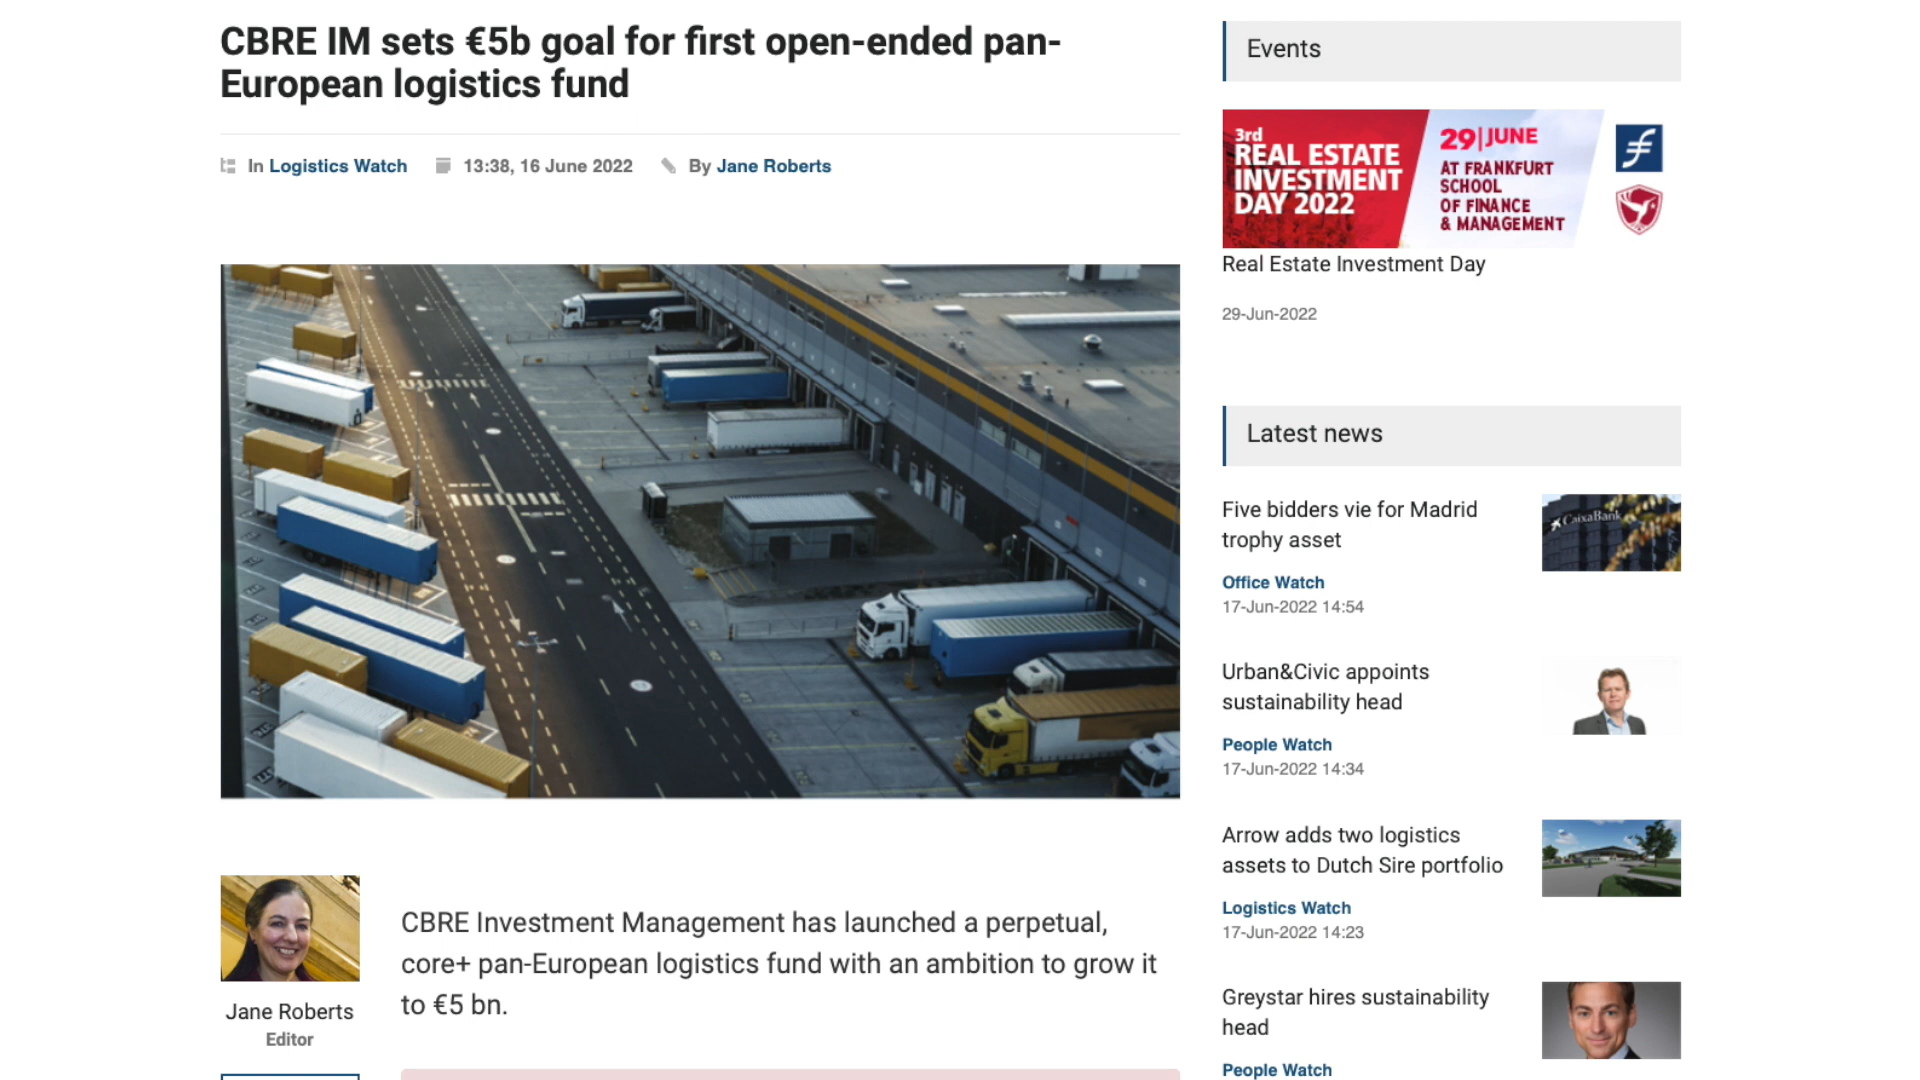 CBRE IM sets €5b goal for first open-ended pan-
European logistics fund
In Logistics Watch 13:38, 16 June 2022 By Jane Roberts
Jane Roberts
Editor
CBRE Investment Management has launched a perpetual,
core+ pan-European logistics fund with an ambition to grow it
to €5 bn.
Events
3rd
REAL ESTATE
INVESTMENT
DAY 2022
29|JUNE
AT FRANKFURT
SCHOOL
OF FINANCE
& MANAGEMENT
Real Estate Investment Day
29-Jun-2022
Latest news
Five bidders vie for Madrid
trophy asset
CaixaBank
Office Watch
17-Jun-2022 14:54
Urban&Civic appoints
sustainability head
People Watch
17-Jun-2022 14:34
Arrow adds two logistics
assets to Dutch Sire portfolio
Logistics Watch
17-Jun-2022 14:23
Greystar hires sustainability
head
People Watch